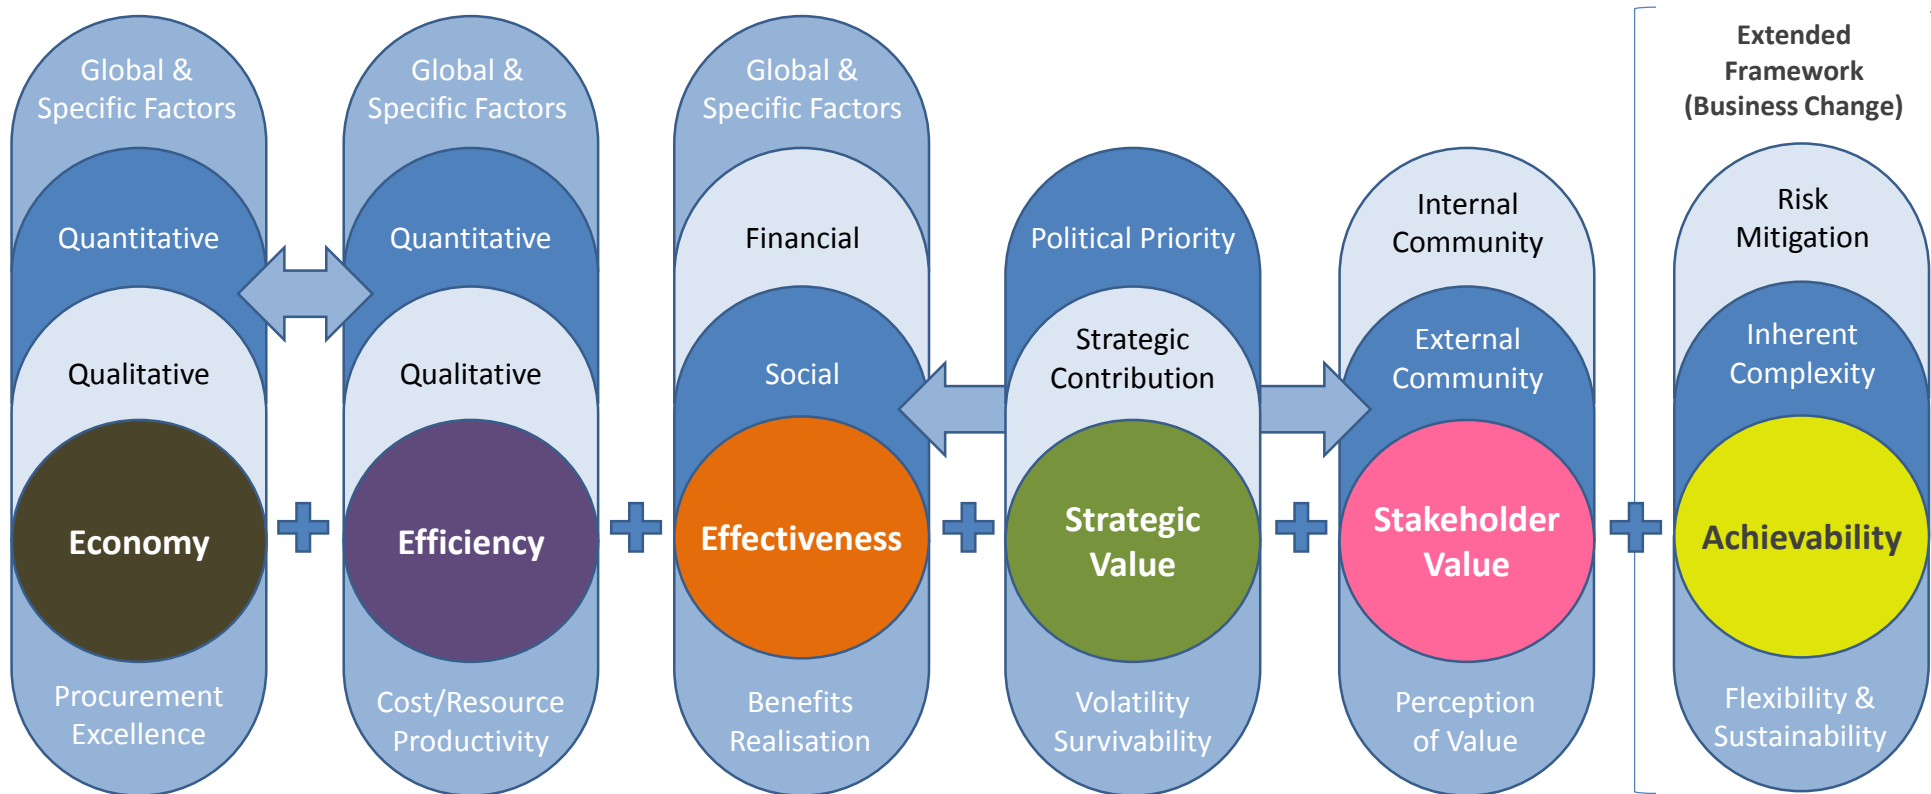 Global &
Specific Factors
Quantitative
Qualitative
Economy
Procurement
Excellence
Global &
Specific Factors
Quantitative
Qualitative
Efficiency
Cost/Resource
Productivity
Global &
Specific Factors
Financial
Social
Effectiveness
Benefits
Realisation
Political Priority
Strategic
Contribution
Strategic
Value
Volatility
Survivability
Internal
Community
External
Community
Stakeholder
Value
Perception
of Value
Extended
Framework
(Business Change)
Risk
Mitigation
Inherent
Complexity
Achievability
Flexibility &
Sustainability